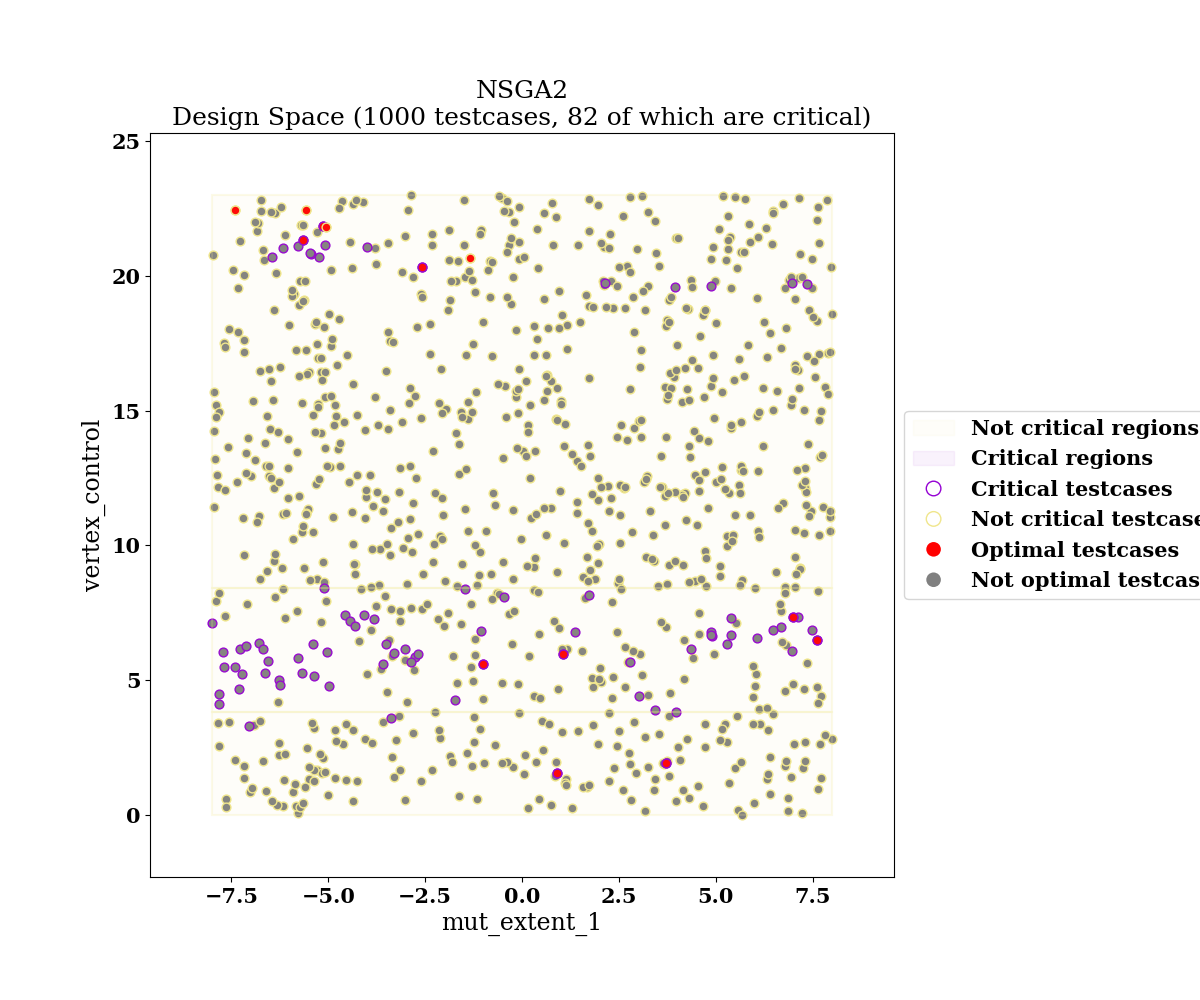 NSGA2
Design Space (1000 testcases, 82 of which are critical)
25
20
15
10
5
0
vertex_control
−7.5 −5.0 −2.5 0.0 2.5 5.0 7.5
mut_extent_1
Not critical regions
Critical regions
Critical testcases
Not critical testcase
Optimal testcases
Not optimal testcas